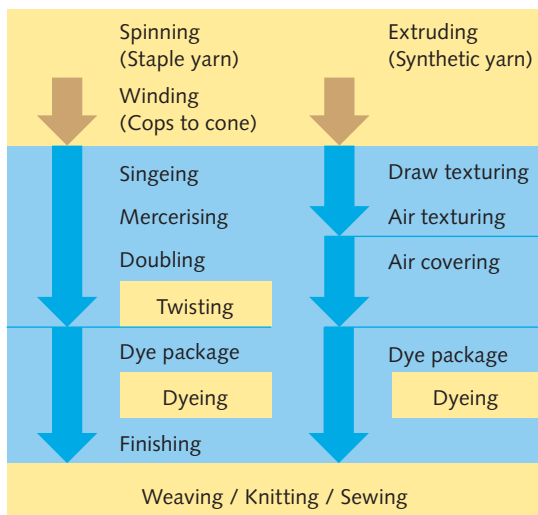 Spinning
(Staple yarn)
Winding
(Cops to cone)
Singeing
Mercerising
Doubling
Twisting
Dye package
Dyeing
Finishing
Extruding
(Synthetic yarn)
Draw texturing
Air texturing
Air covering
Dye package
Dyeing
Weaving / Knitting / Sewing